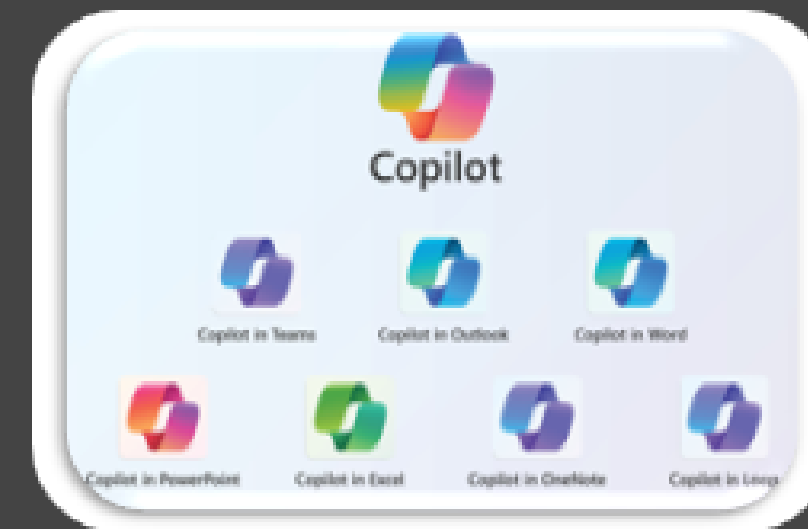 Copilot
Copilot in Teams
Copilot in Outlook
Copilot in Word
Copilot in PowerPoint
Copilot in Excel
Copilot in OneNote
Copilot in Loop